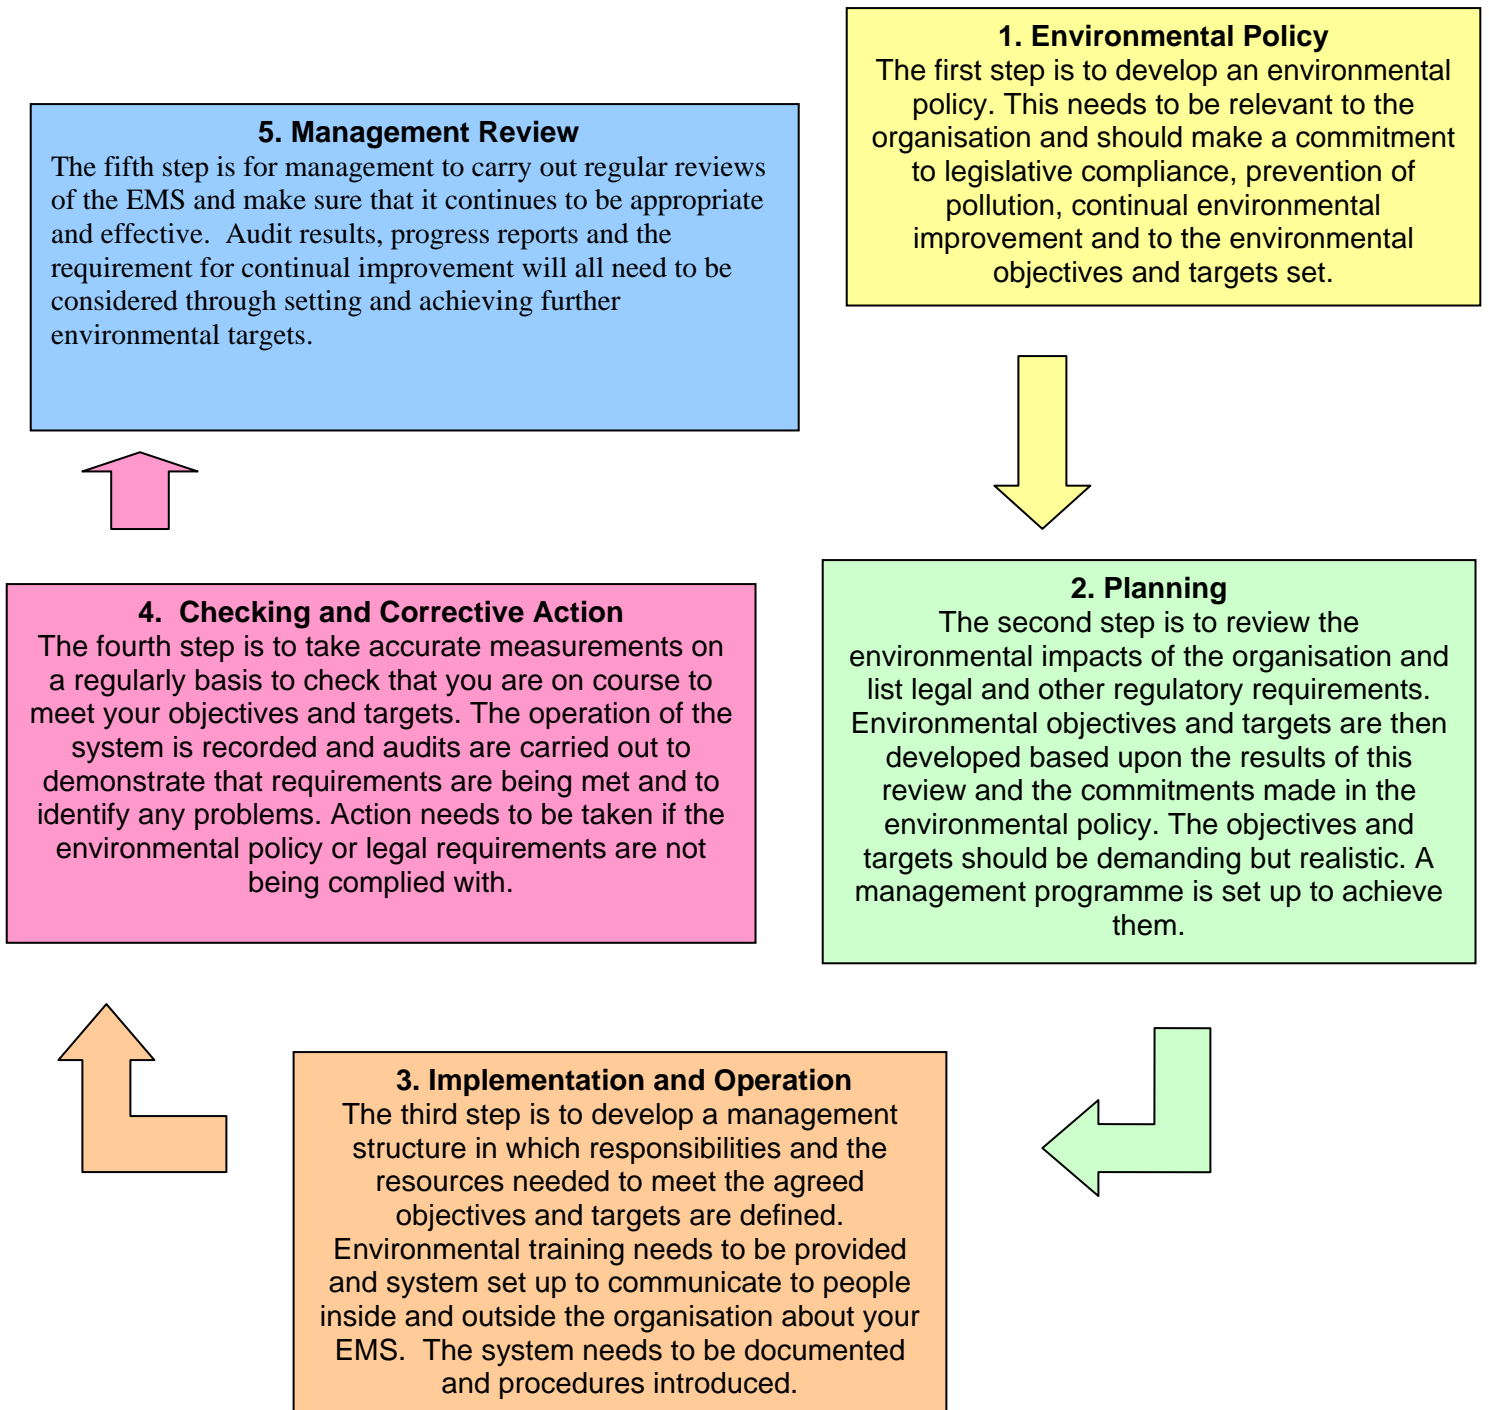 1. Environmental Policy
The first step is to develop an environmental
policy. This needs to be relevant to the
organisation and should make a commitment
to legislative compliance, prevention of
pollution, continual environmental
improvement and to the environmental
objectives and targets set.
2. Planning
The second step is to review the
environmental impacts of the organisation and
list legal and other regulatory requirements.
Environmental objectives and targets are then
developed based upon the results of this
review and the commitments made in the
environmental policy. The objectives and
targets should be demanding but realistic. A
management programme is set up to achieve
them.
3. Implementation and Operation
The third step is to develop a management
structure in which responsibilities and the
resources needed to meet the agreed
objectives and targets are defined.
Environmental training needs to be provided
and system set up to communicate to people
inside and outside the organisation about your
EMS.  The system needs to be documented
and procedures introduced.
4.  Checking and Corrective Action
The fourth step is to take accurate measurements on
a regularly basis to check that you are on course to
meet your objectives and targets. The operation of the
system is recorded and audits are carried out to
demonstrate that requirements are being met and to
identify any problems. Action needs to be taken if the
environmental policy or legal requirements are not
being complied with.
5. Management Review
The fifth step is for management to carry out regular reviews
of the EMS and make sure that it continues to be appropriate
and effective.  Audit results, progress reports and the
requirement for continual improvement will all need to be
considered through setting and achieving further
environmental targets.